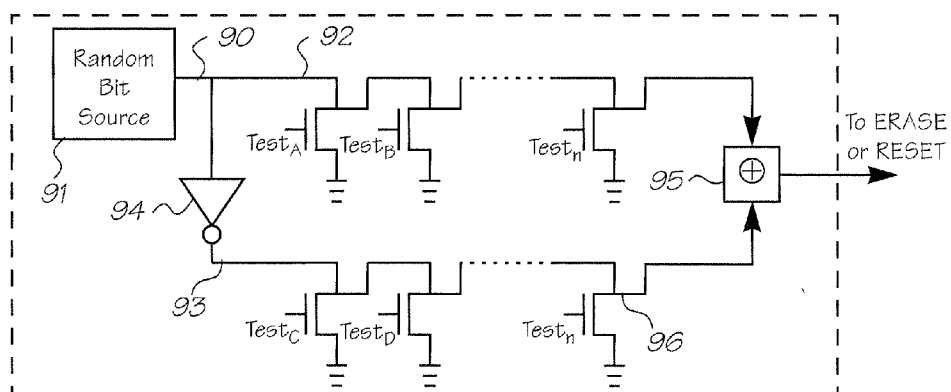 90
92
Random
Bit
Source
91
Test_A
Test_B
Test_n
To ERASE
or RESET
95
⊕
94
93
Test_C
Test_D
Test_n
96